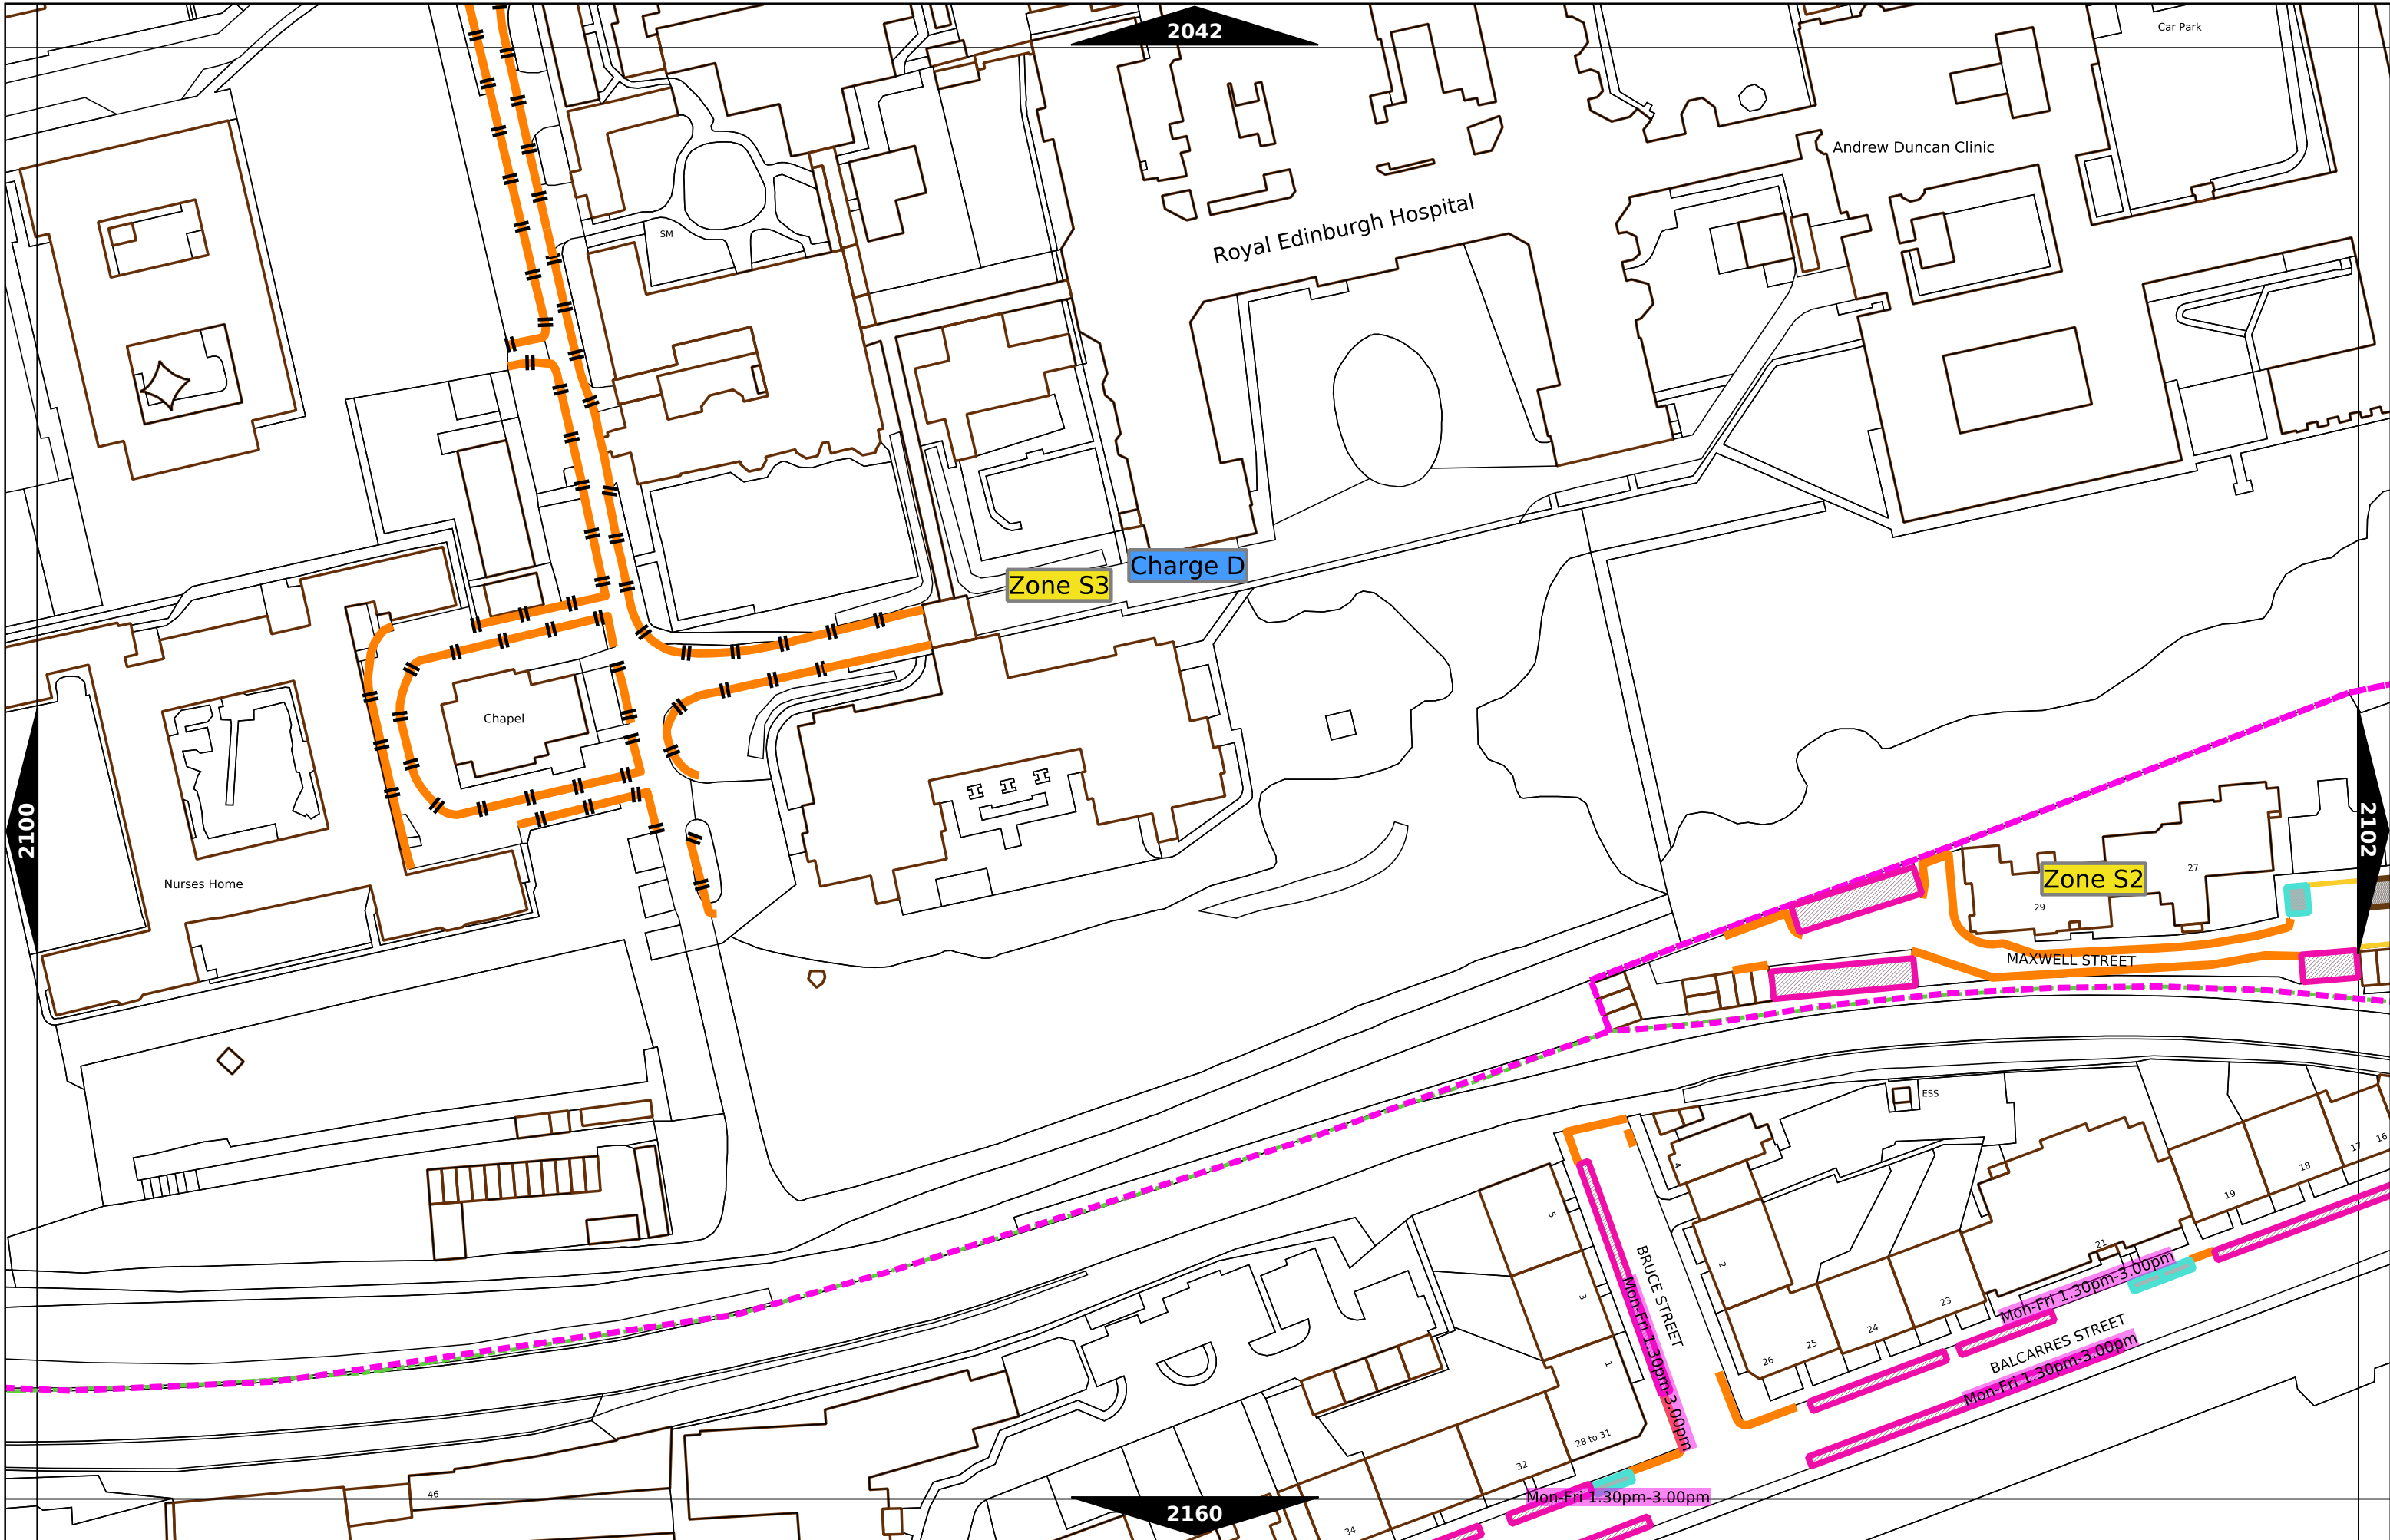 2042
Car Park
Andrew Duncan Clinic
Royal Edinburgh Hospital
SM
Charge D
Zone S3
Chapel
2100
2102
Nurses Home
Zone S2
27
29
MAXWELL STREET
ESS
4
5
3
1
2
BRUCE STREET
Mon-Fri 1.30pm-3.00pm
16
17
18
19
21
23
24
25
26
Mon-Fri 1.30pm-3.00pm
BALCARRES STREET
Mon-Fri 1.30pm-3.00pm
28 to 31
32
Mon-Fri 1.30pm-3.00pm
46
2160
34